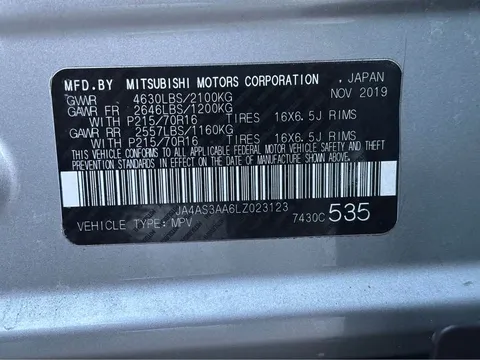 MFD.BY MITSUBISHI MOTORS CORPORATION , JAPAN
GVWR 4630LBS/2100KG NOV 2019
GAWR FR 2646LBS/1200KG
WITH P215/70R16 TIRES 16X6.5J RIMS
GAWR RR 2557LBS/1160KG
WITH P215/70R16 TIRES 16X6.5J RIMS
THIS VEHICLE CONFORMS TO ALL APPLICABLE FEDERAL MOTOR VEHICLE SAFETY, BUMPER, AND THEFT
PREVENTION STANDARDS IN EFFECT ON THE DATE OF MANUFACTURE SHOWN ABOVE.
JA4AS3AA6LZ023123
VEHICLE TYPE: MPV 7430C 535